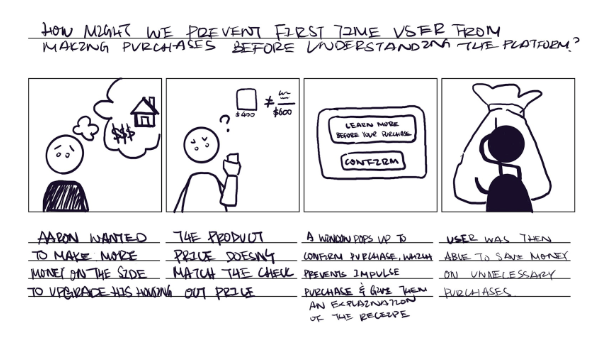 HOW MIGHT WE PREVENT FIRST TIME USER FROM
MAKING PURCHASES BEFORE UNDERSTANDING THE PLATFORM?
$$$
$400
≠
$600
?
LEARN MORE
BEFORE YOUR PURCHASE
CONFIRM
AARON WANTED
TO MAKE MORE
MONEY ON THE SIDE
TO UPGRADE HIS HOUSING
THE PRODUCT
PRICE DOESNG
MATCH THE CHECK
OUT PRICE
A WINDOW POPS UP TO
CONFIRM PURCHASE, WHICH
PREVENTS IMPULSE
PURCHASE & GIVE THEM
AN EXPLAINATION
OF THE RECEIPE
USER WAS THEN
ABLE TO SAVE MONEY
ON UNNECESSARY
PURCHASES